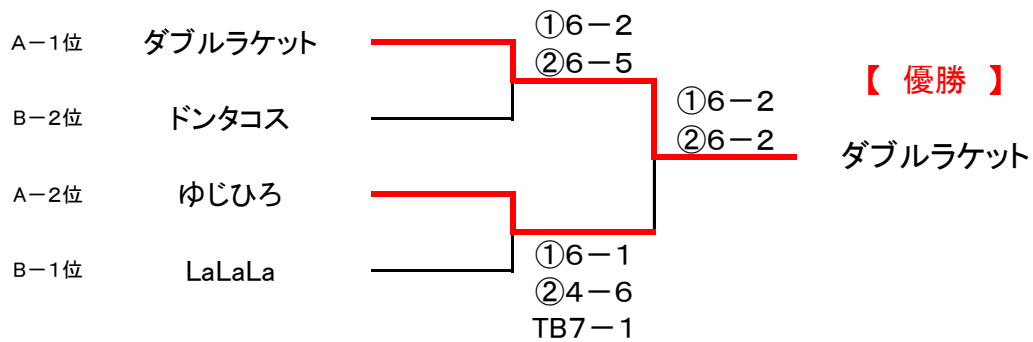 A－1位 ダブルラケット
①6－2
②6－5
B－2位 ドンタコス
A－2位 ゆじひろ
B－1位 LaLaLa
①6－1
②4－6
TB7－1
①6－2
②6－2
【 優勝 】
ダブルラケット